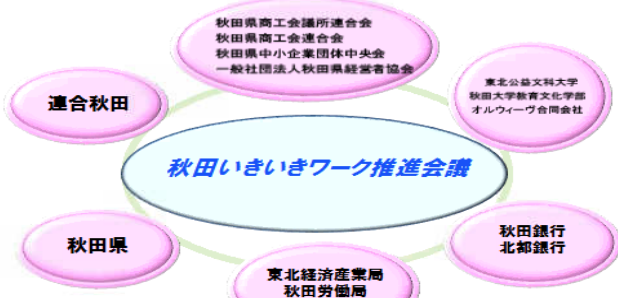 秋田県商工会議所連合会
秋田県商工会連合会
秋田県中小企業団体中央会
一般社団法人秋田県経営者協会
連合秋田
東北公益文科大学
秋田大学教育文化学部
オルウィーヴ合同会社
秋田いきいきワーク推進会議
秋田県
秋田銀行
北都銀行
東北経済産業局
秋田労働局